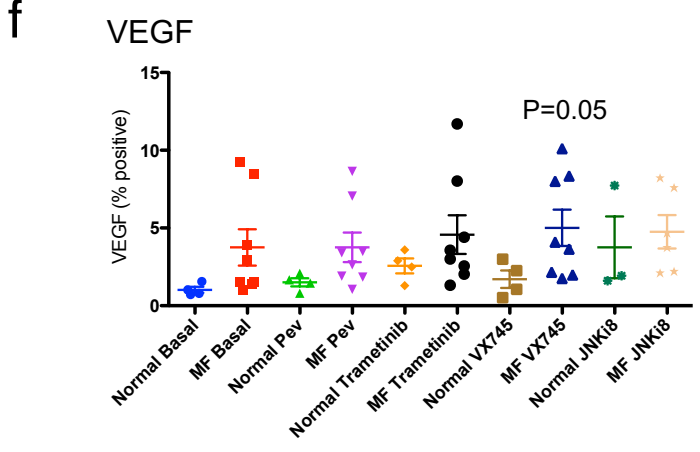 f
VEGF
VEGF (% positive)
15
10
5
0
P=0.05
Normal Basal
MF Basal
Normal Pev
MF Pev
Normal Trametinib
MF Trametinib
Normal VX745
MF VX745
Normal JNKi8
MF JNKi8